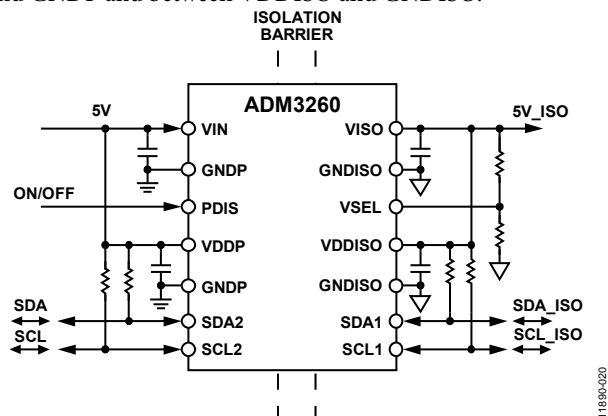 and GNDP and between VDDISO and GNDISO.
ISOLATION
BARRIER
ADM3260
5V
5V_ISO
VIN
VISO
GNDP
GNDISO
ON/OFF
PDIS
VSEL
VDDP
VDDISO
GNDP
GNDISO
SDA
SDA2
SDA1
SDA_ISO
SCL
SCL2
SCL1
SCL_ISO
11890-020